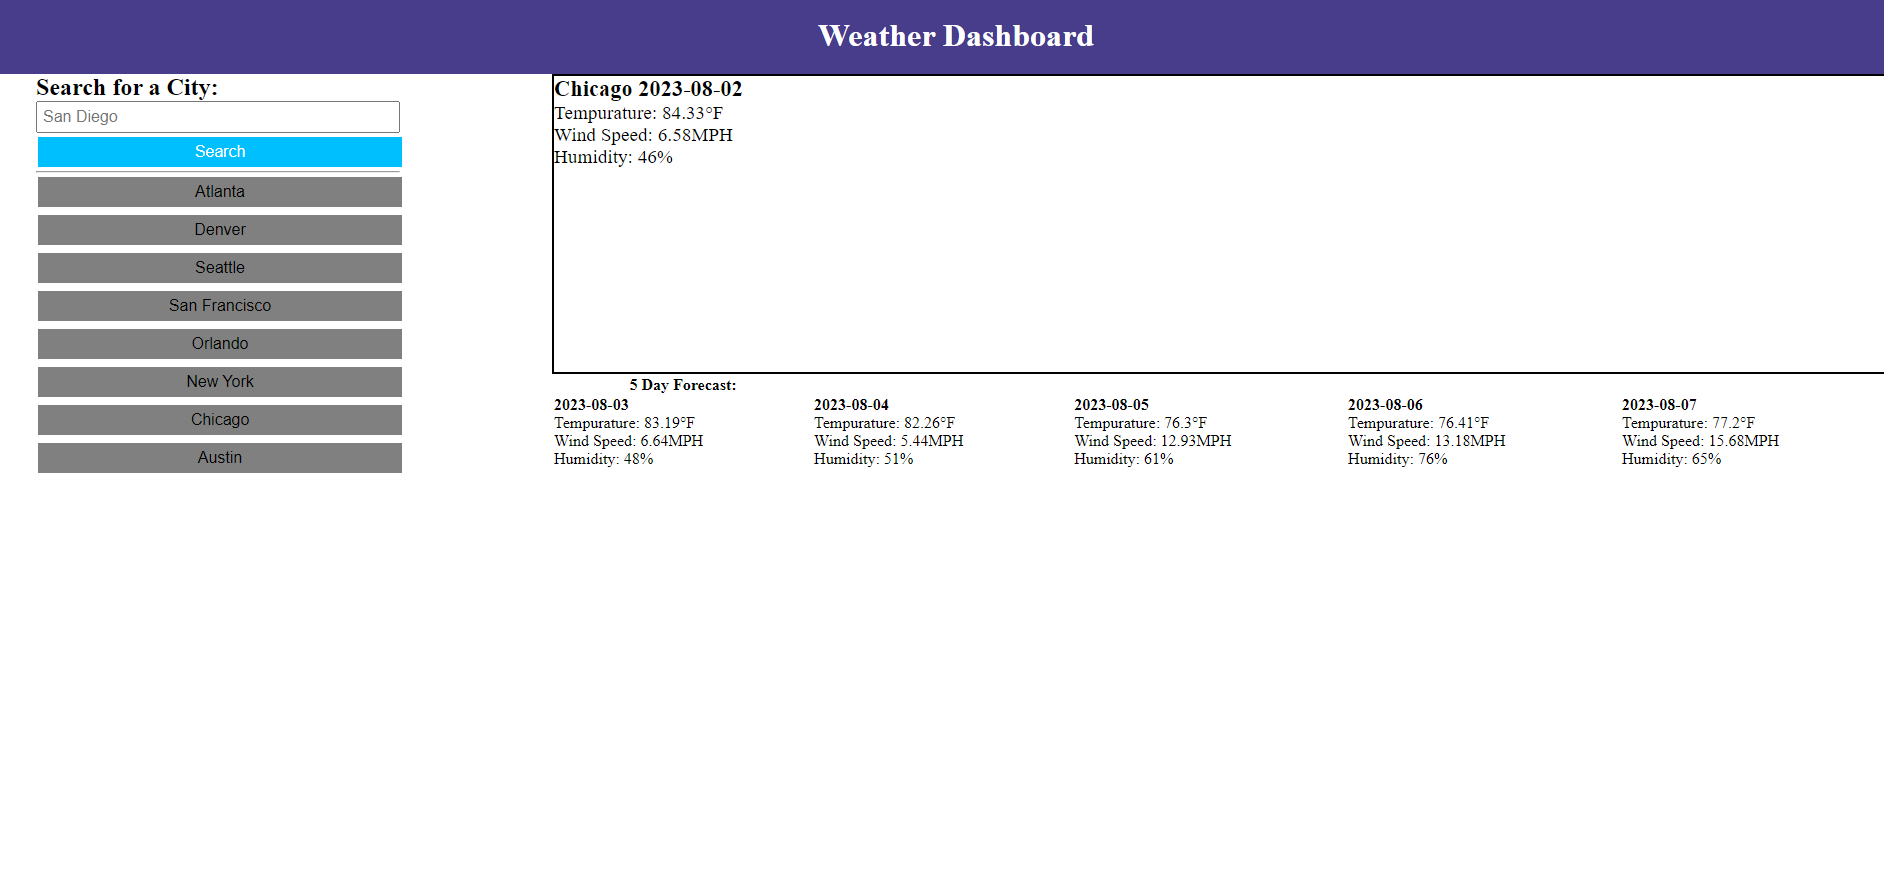 Weather Dashboard
Search for a City:
San Diego
Search
Atlanta
Denver
Seattle
San Francisco
Orlando
New York
Chicago
Austin
Chicago 2023-08-02
Tempurature: 84.33°F
Wind Speed: 6.58MPH
Humidity: 46%
5 Day Forecast:
2023-08-03
Tempurature: 83.19°F
Wind Speed: 6.64MPH
Humidity: 48%
2023-08-04
Tempurature: 82.26°F
Wind Speed: 5.44MPH
Humidity: 51%
2023-08-05
Tempurature: 76.3°F
Wind Speed: 12.93MPH
Humidity: 61%
2023-08-06
Tempurature: 76.41°F
Wind Speed: 13.18MPH
Humidity: 76%
2023-08-07
Tempurature: 77.2°F
Wind Speed: 15.68MPH
Humidity: 65%